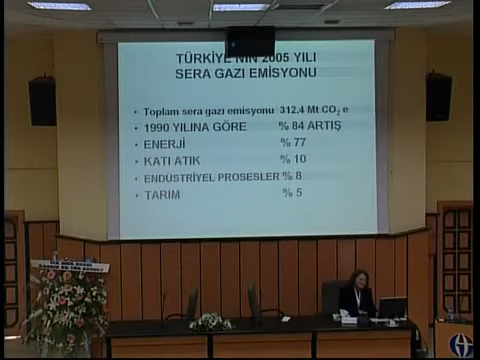 TÜRKİYE'NİN 2005 YILI
SERA GAZI EMİSYONU
• Toplam sera gazı emisyonu 312.4 Mt CO₂ e
• 1990 YILINA GÖRE % 84 ARTIŞ
• ENERJİ % 77
• KATI ATIK % 10
• ENDÜSTRİYEL PROSESLER % 8
• TARIM % 5